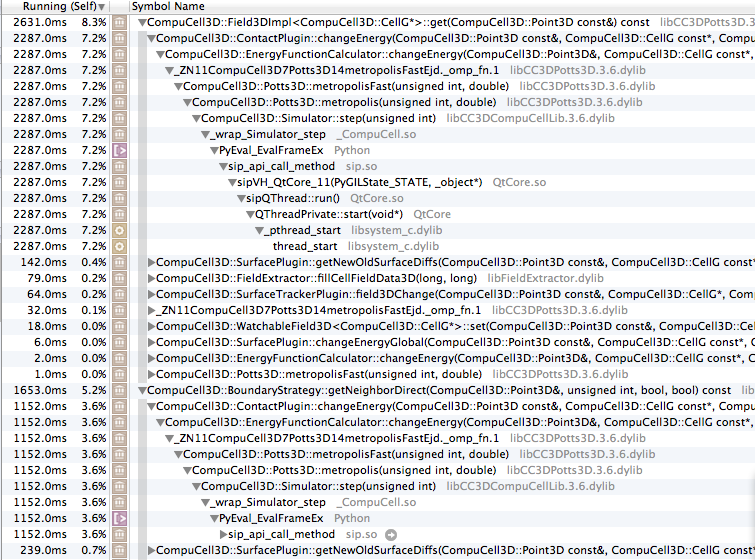 Running (Self)▼ Symbol Name
2631.0ms 8.3% ▼CompuCell3D::Field3DImpl<CompuCell3D::CellG*>::get(CompuCell3D::Point3D const&) const libCC3DPotts3D.3
2287.0ms 7.2% ▼CompuCell3D::ContactPlugin::changeEnergy(CompuCell3D::Point3D const&, CompuCell3D::CellG const*, Compu
2287.0ms 7.2% ▼CompuCell3D::EnergyFunctionCalculator::changeEnergy(CompuCell3D::Point3D&, CompuCell3D::CellG const
2287.0ms 7.2% ▼_ZN11CompuCell3D7Potts3D14metropolisFastEjd._omp_fn.1 libCC3DPotts3D.3.6.dylib
2287.0ms 7.2% ▼CompuCell3D::Potts3D::metropolisFast(unsigned int, double) libCC3DPotts3D.3.6.dylib
2287.0ms 7.2% ▼CompuCell3D::Potts3D::metropolis(unsigned int, double) libCC3DPotts3D.3.6.dylib
2287.0ms 7.2% ▼CompuCell3D::Simulator::step(unsigned int) libCC3DCompuCellLib.3.6.dylib
2287.0ms 7.2% ▼_wrap_Simulator_step _CompuCell.so
2287.0ms 7.2% ▼PyEval_EvalFrameEx Python
2287.0ms 7.2% ▼sip_api_call_method sip.so
2287.0ms 7.2% ▼sipVH_QtCore_11(PyGILState_STATE, _object*) QtCore.so
2287.0ms 7.2% ▼sipQThread::run() QtCore.so
2287.0ms 7.2% ▼QThreadPrivate::start(void*) QtCore
2287.0ms 7.2% ▼_pthread_start libsystem_c.dylib
2287.0ms 7.2% thread_start libsystem_c.dylib
142.0ms 0.4% ▶CompuCell3D::SurfacePlugin::getNewOldSurfaceDiffs(CompuCell3D::Point3D const&, CompuCell3D::CellG const*
79.0ms 0.2% ▶CompuCell3D::FieldExtractor::fillCellFieldData3D(long, long) libFieldExtractor.dylib
64.0ms 0.2% ▶CompuCell3D::SurfaceTrackerPlugin::field3DChange(CompuCell3D::Point3D const&, CompuCell3D::CellG*, Comp
32.0ms 0.1% ▶_ZN11CompuCell3D7Potts3D14metropolisFastEjd._omp_fn.1 libCC3DPotts3D.3.6.dylib
18.0ms 0.0% ▶CompuCell3D::WatchableField3D<CompuCell3D::CellG*>::set(CompuCell3D::Point3D const&, CompuCell3D::CellG
6.0ms 0.0% ▶CompuCell3D::SurfacePlugin::changeEnergyGlobal(CompuCell3D::Point3D const&, CompuCell3D::CellG const*,
2.0ms 0.0% ▶CompuCell3D::EnergyFunctionCalculator::changeEnergy(CompuCell3D::Point3D&, CompuCell3D::CellG const*,
1.0ms 0.0% ▶CompuCell3D::Potts3D::metropolisFast(unsigned int, double) libCC3DPotts3D.3.6.dylib
1653.0ms 5.2% ▼CompuCell3D::BoundaryStrategy::getNeighborDirect(CompuCell3D::Point3D&, unsigned int, bool, bool) const lib
1152.0ms 3.6% ▼CompuCell3D::ContactPlugin::changeEnergy(CompuCell3D::Point3D const&, CompuCell3D::CellG const*, Compu
1152.0ms 3.6% ▼CompuCell3D::EnergyFunctionCalculator::changeEnergy(CompuCell3D::Point3D&, CompuCell3D::CellG const
1152.0ms 3.6% ▼_ZN11CompuCell3D7Potts3D14metropolisFastEjd._omp_fn.1 libCC3DPotts3D.3.6.dylib
1152.0ms 3.6% ▼CompuCell3D::Potts3D::metropolisFast(unsigned int, double) libCC3DPotts3D.3.6.dylib
1152.0ms 3.6% ▼CompuCell3D::Potts3D::metropolis(unsigned int, double) libCC3DPotts3D.3.6.dylib
1152.0ms 3.6% ▼CompuCell3D::Simulator::step(unsigned int) libCC3DCompuCellLib.3.6.dylib
1152.0ms 3.6% ▼_wrap_Simulator_step _CompuCell.so
1152.0ms 3.6% ▼PyEval_EvalFrameEx Python
1152.0ms 3.6% ▶sip_api_call_method sip.so
239.0ms 0.7% ▶CompuCell3D::SurfacePlugin::getNewOldSurfaceDiffs(CompuCell3D::Point3D const&, CompuCell3D::CellG const*